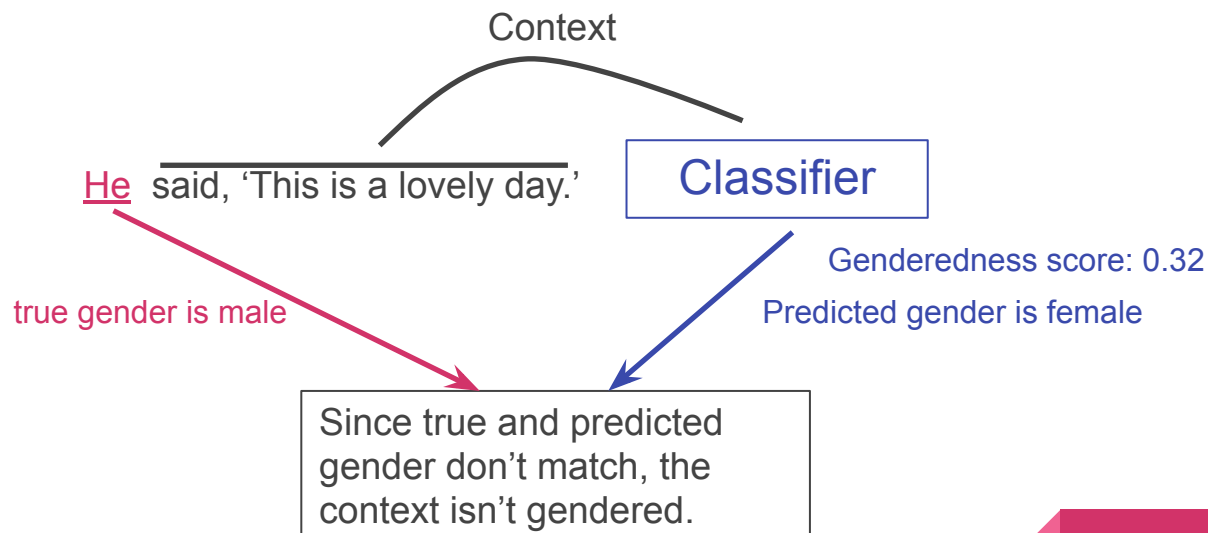 Context
He said, ‘This is a lovely day.’
Classifier
Genderedness score: 0.32
true gender is male
Predicted gender is female
Since true and predicted
gender don’t match, the
context isn’t gendered.